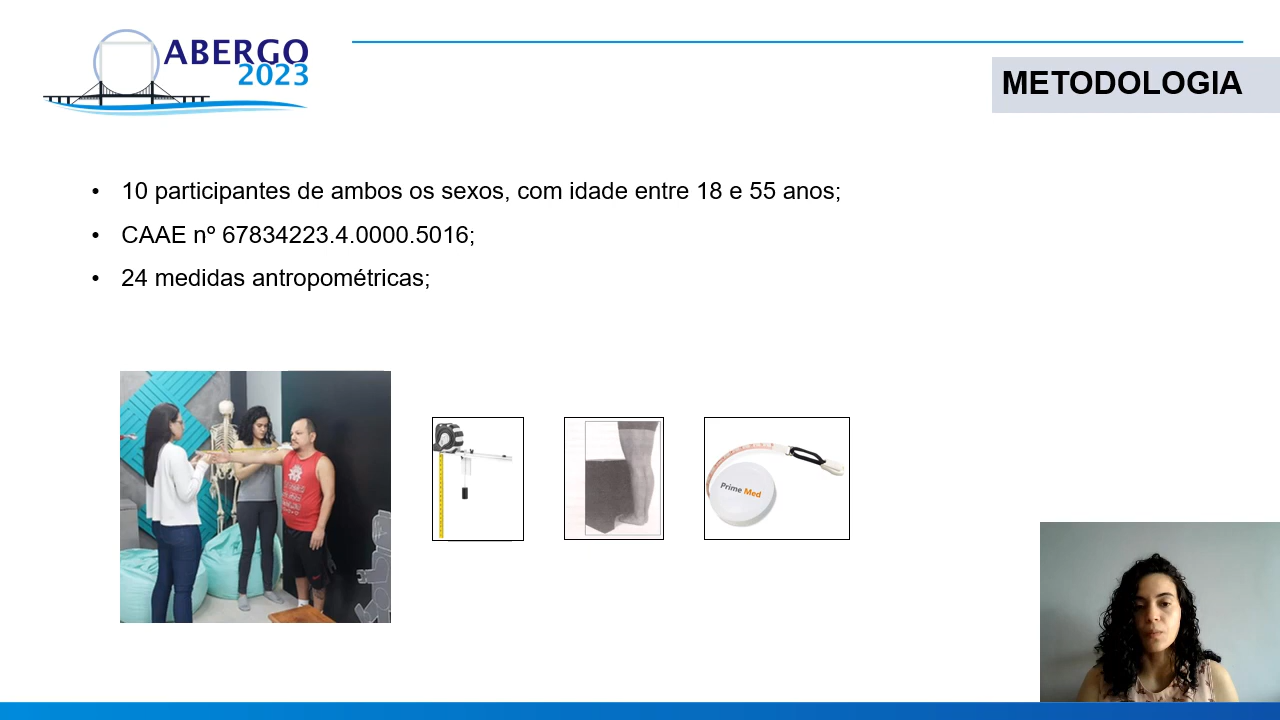 ABERGO
2023
METODOLOGIA
• 10 participantes de ambos os sexos, com idade entre 18 e 55 anos;
• CAAE nº 67834223.4.0000.5016;
• 24 medidas antropométricas;
Prime Med